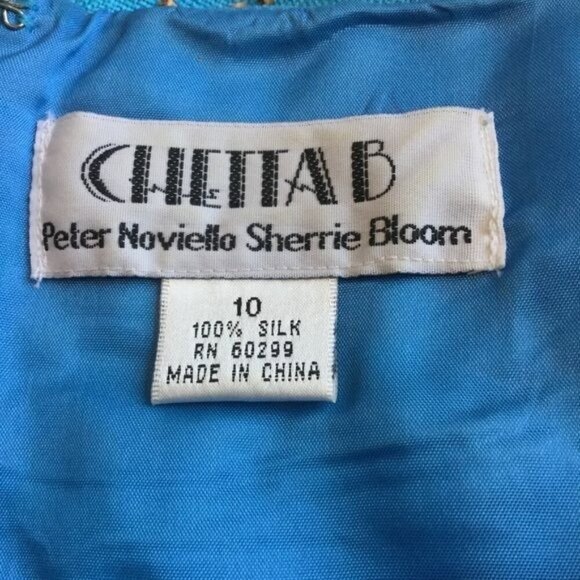 CHETTA B
Peter Noviello Sherrie Bloom
10
100% SILK
RN 60299
MADE IN CHINA